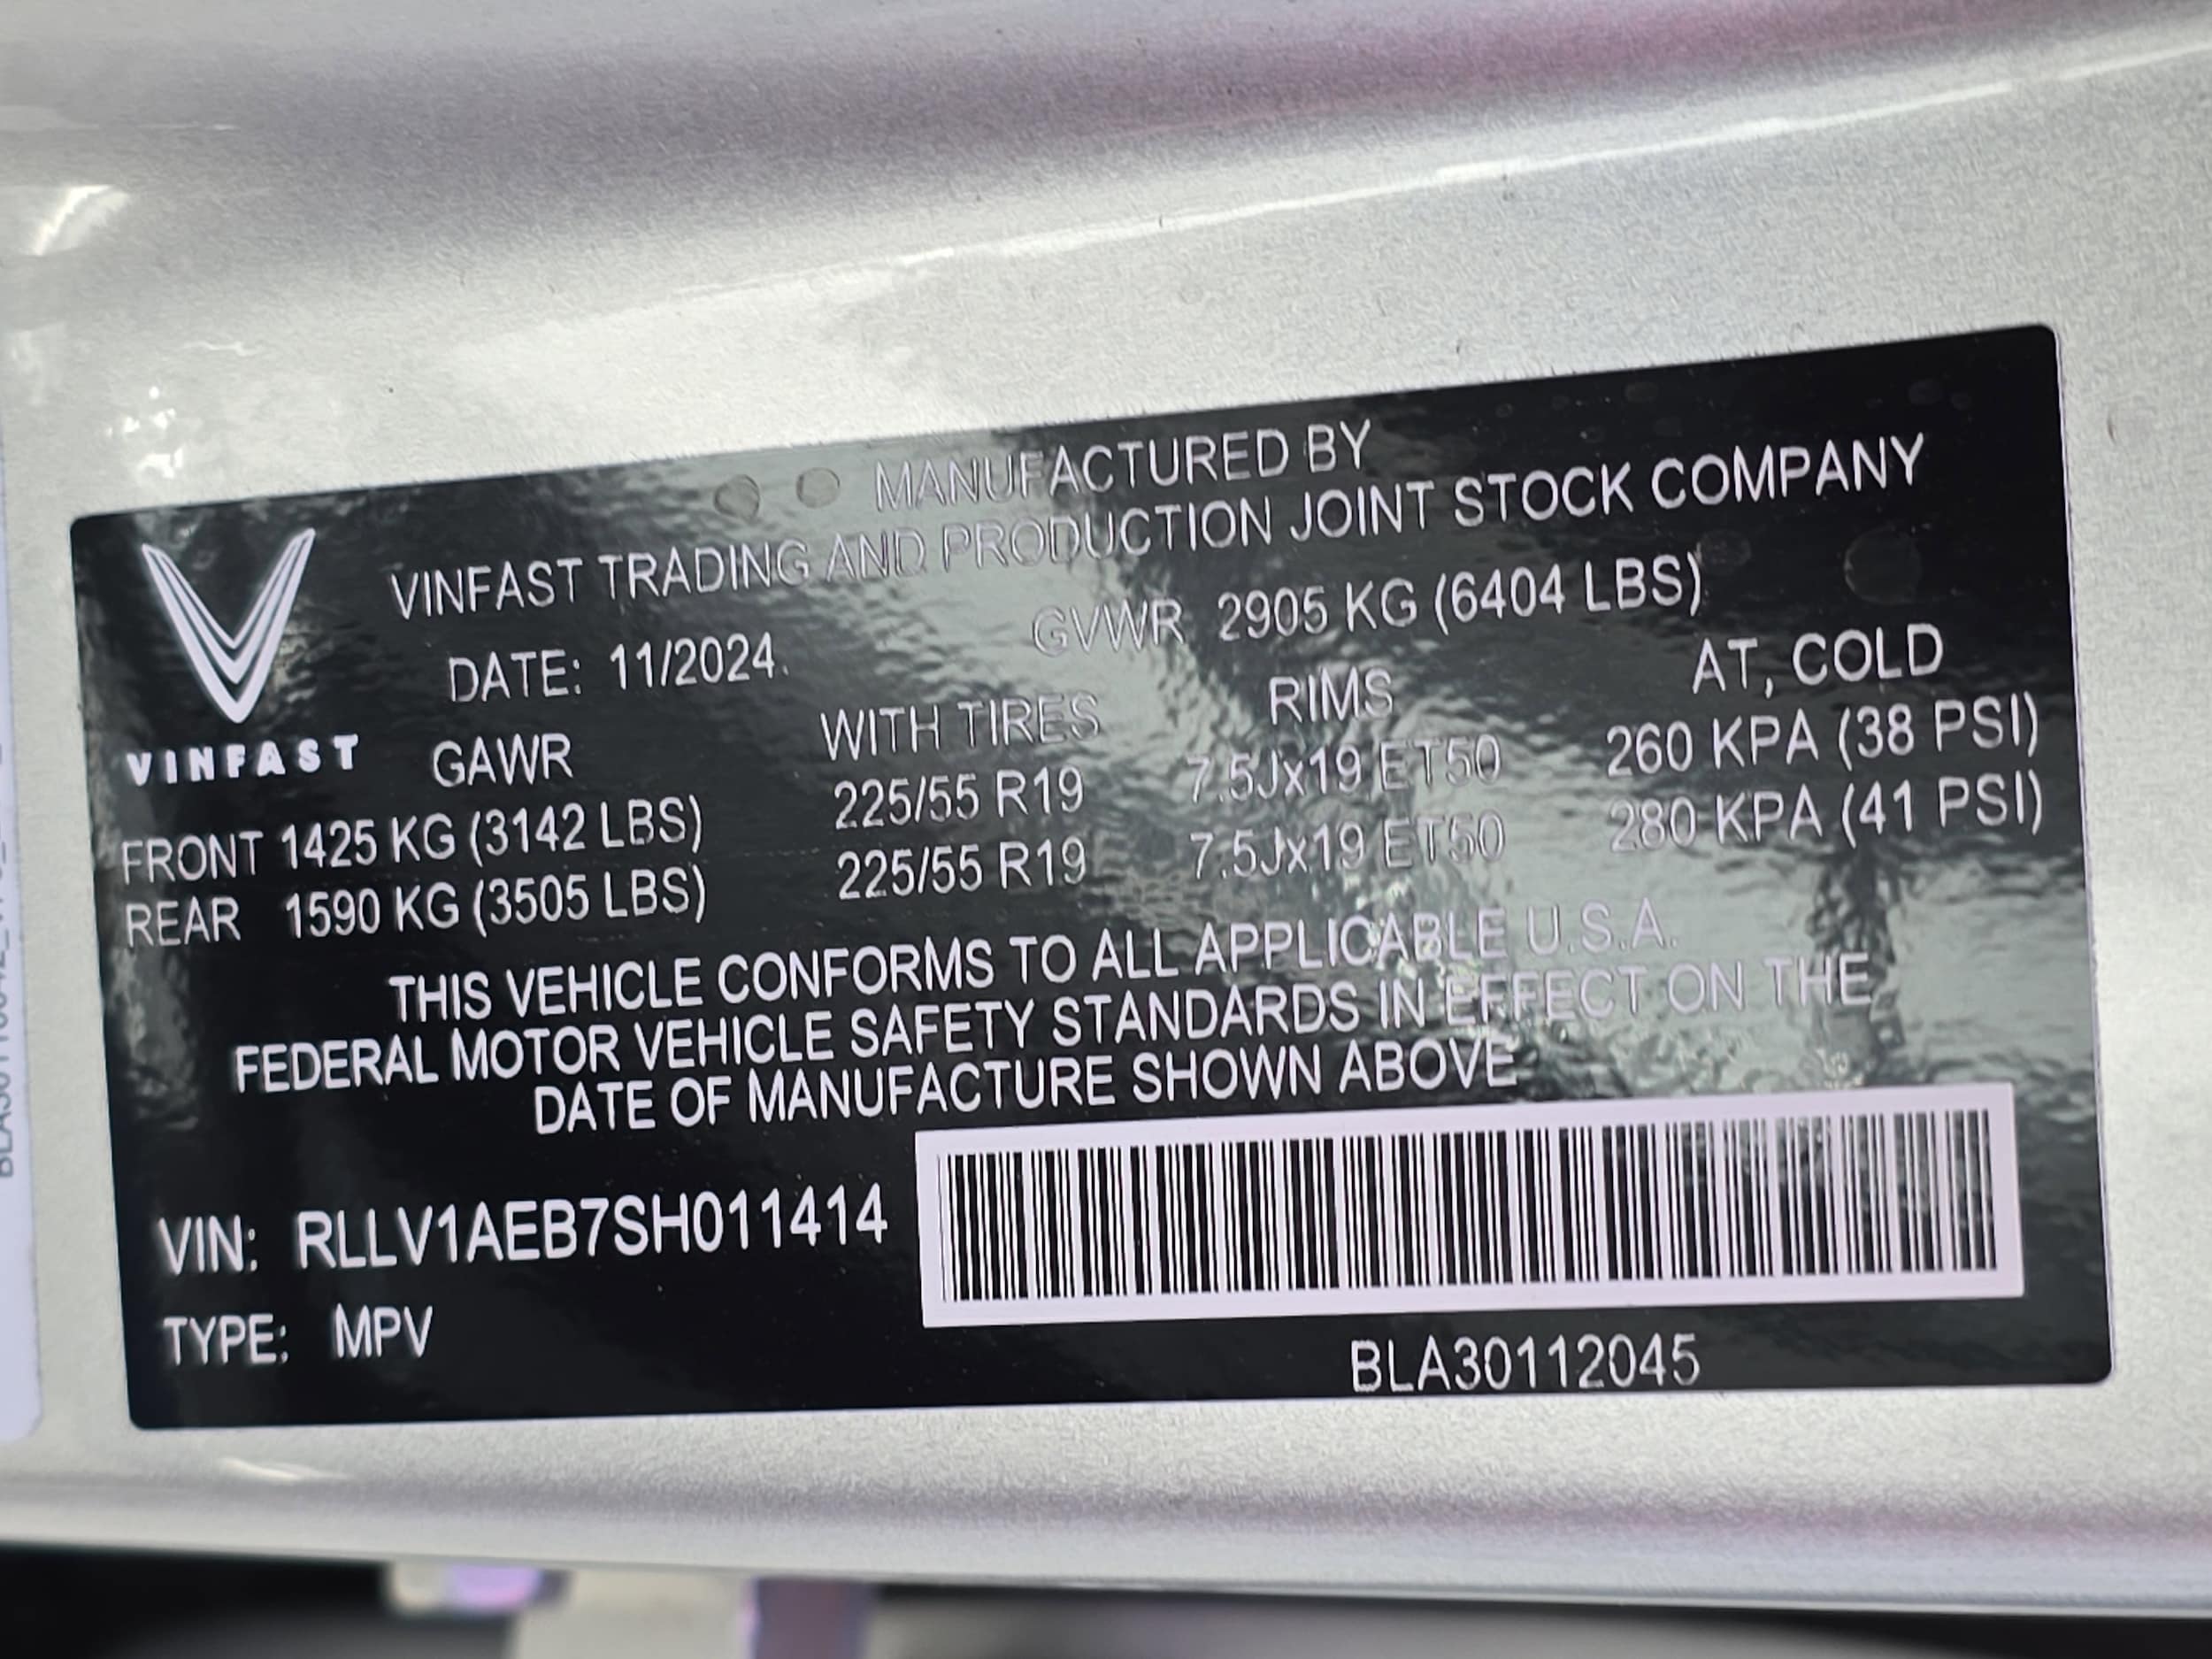 MANUFACTURED BY
VINFAST TRADING AND PRODUCTION JOINT STOCK COMPANY
DATE: 11/2024. GVWR 2905 KG (6404 LBS)
VINFAST GAWR WITH TIRES RIMS AT, COLD
FRONT 1425 KG (3142 LBS) 225/55 R19 7.5Jx19 ET50 260 KPA (38 PSI)
REAR 1590 KG (3505 LBS) 225/55 R19 7.5Jx19 ET50 280 KPA (41 PSI)
THIS VEHICLE CONFORMS TO ALL APPLICABLE U.S.A.
FEDERAL MOTOR VEHICLE SAFETY STANDARDS IN EFFECT ON THE
DATE OF MANUFACTURE SHOWN ABOVE
VIN: RLLV1AEB7SH011414
TYPE: MPV
BLA30112045